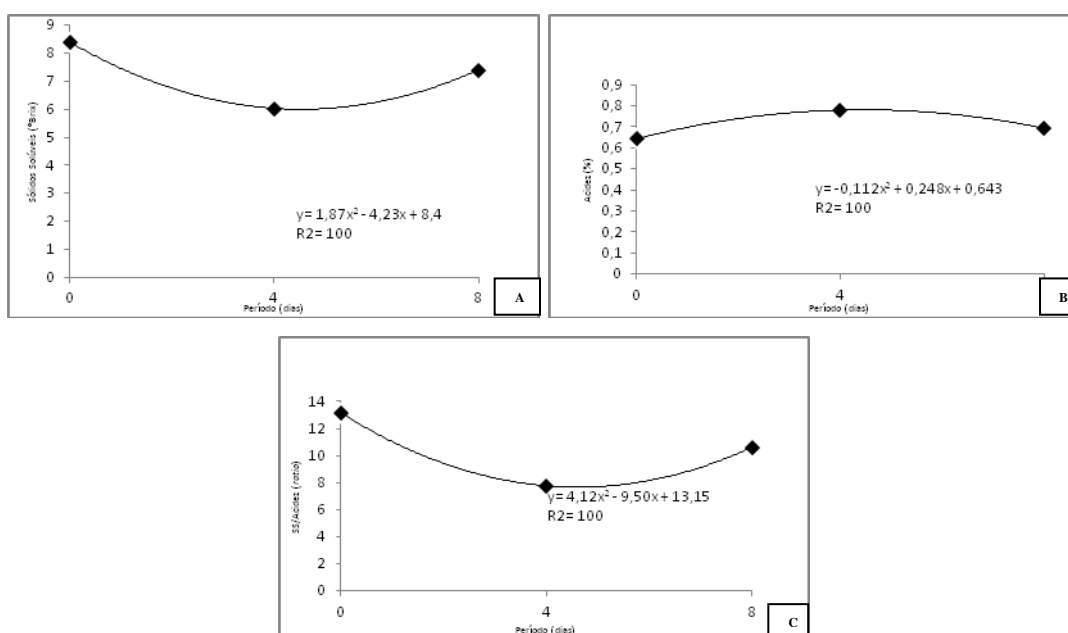 Sólidos Solúveis (°Brix)
9
8
7
6
5
4
3
2
1
0
y= 1,87x² - 4,23x + 8,4
R2= 100
0
4
8
Período (dias)
A
Acidez (%)
0,9
0,8
0,7
0,6
0,5
0,4
0,3
0,2
0,1
0
y= -0,112x² + 0,248x + 0,643
R2= 100
0
4
Período (dias)
B
SS/Acidez (ratio)
14
12
10
8
6
4
2
0
y= 4,12x² - 9,50x + 13,15
R2= 100
0
4
8
Período (dias)
C